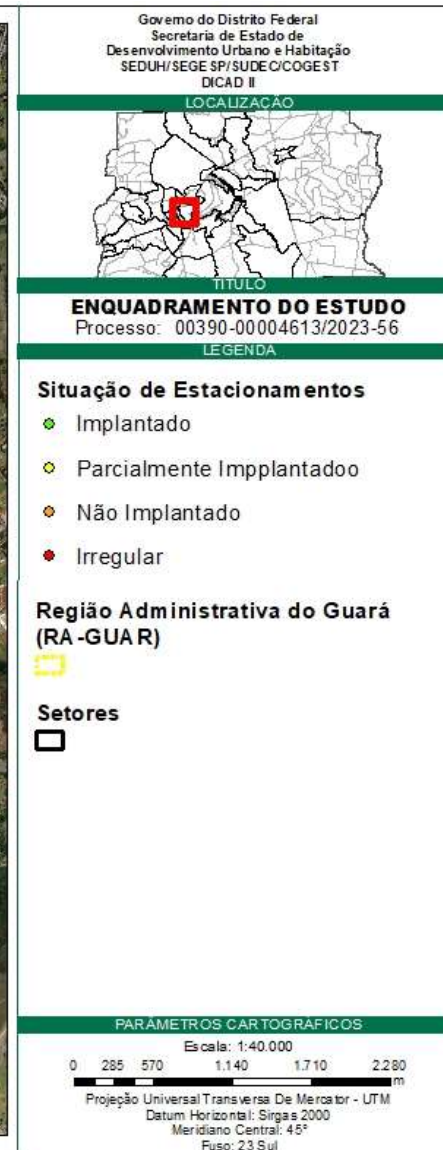 Governo do Distrito Federal
Secretaria de Estado de
Desenvolvimento Urbano e Habitação
SEDUH/SEGESP/SUDEC/COGEST
DICAD II
LOCALIZAÇÃO
TITULO
ENQUADRAMENTO DO ESTUDO
Processo: 00390-00004613/2023-56
LEGENDA
Situação de Estacionamentos
Implantado
Parcialmente Impplantadoo
Não Implantado
Irregular
Região Administrativa do Guará
(RA-GUAR)
Setores
PARÂMETROS CARTOGRÁFICOS
Escala: 1:40.000
0 285 570 1.140 1.710 2.280
m
Projeção Universal Transversa De Mercator - UTM
Datum Horizontal: Sirgas 2000
Meridiano Central: 45°
Fuso: 23 Sul